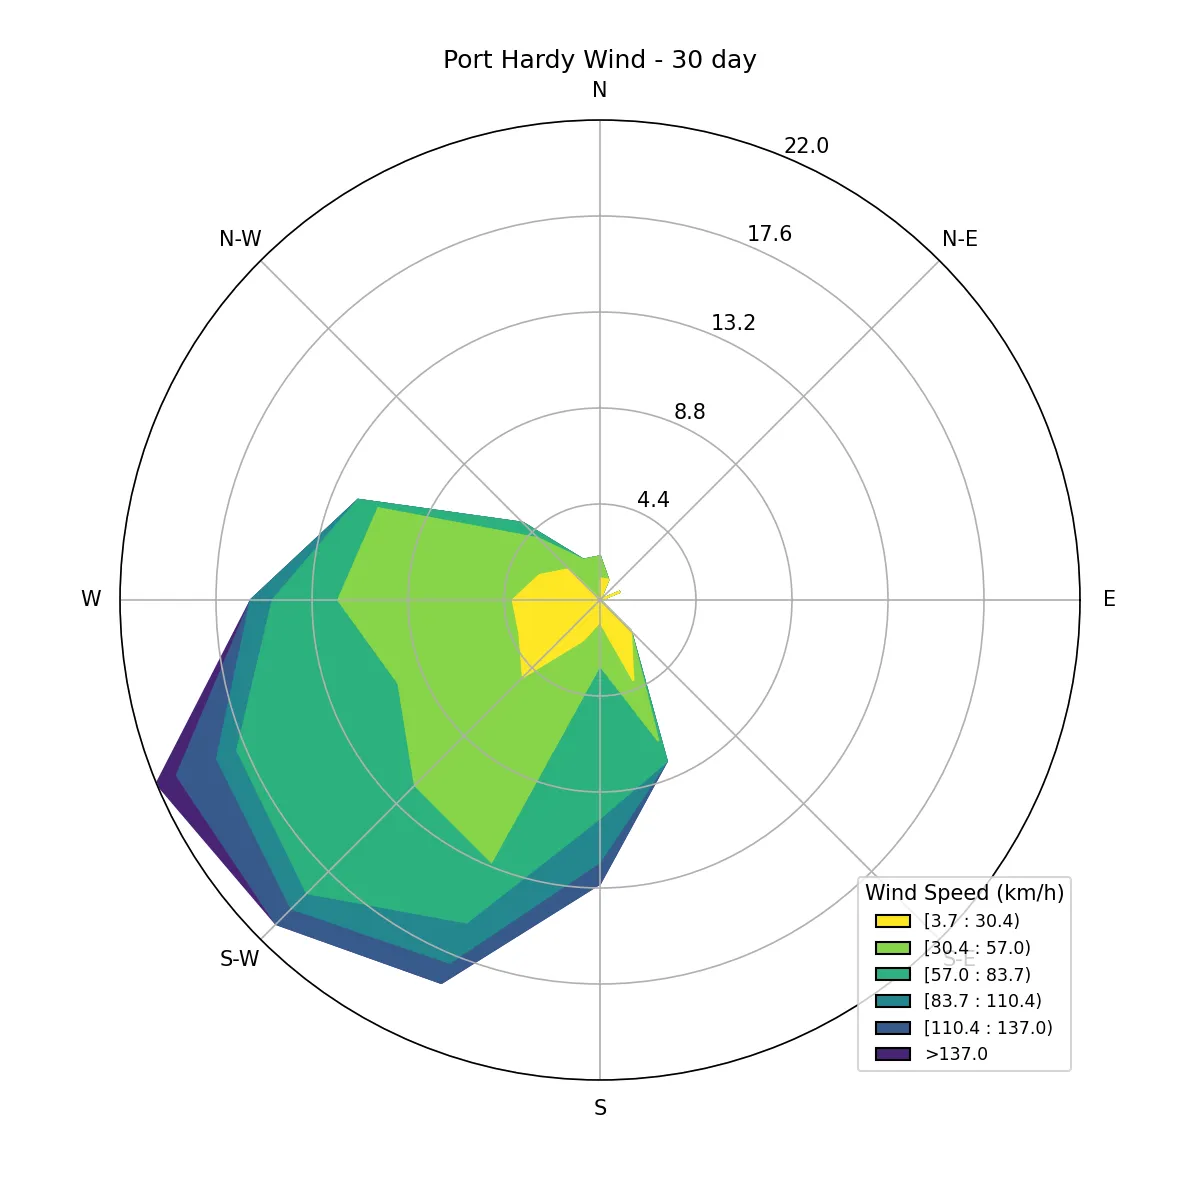 Port Hardy Wind - 30 day
N
22.0
17.6
N-W
N-E
13.2
8.8
4.4
W
E
Wind Speed (km/h)
[3.7 : 30.4)
[30.4 : 57.0)
S-W
S-E
[57.0 : 83.7)
[83.7 : 110.4)
[110.4 : 137.0)
>137.0
S